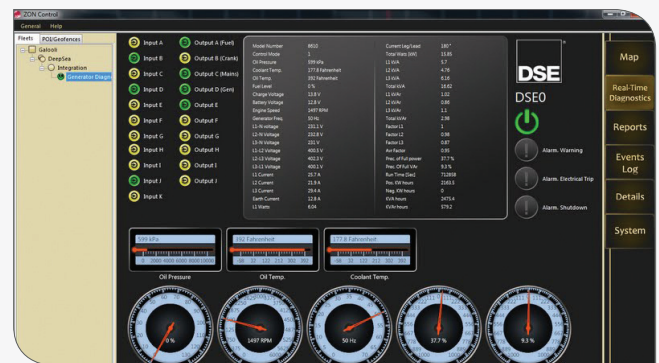 ZON Control
General Help
Fleets POI/Geofences
Galooli
DeepSea
Integration
Generator Diagn
Input A Output A (Fuel)
Input B Output B (Crank)
Input C Output C (Mains)
Input D Output D (Gen)
Input E Output E
Input F Output F
Input G Output G
Input H Output H
Input I Output I
Input J Output J
Input K
Model Number 8610 Current Leg/Lead 180°
Control Mode 1 Total Watts (kW) 15.85
Oil Pressure 599 kPa L1 kVA 5.7
Coolant Temp. 177.8 Fahrenheit L2 kVA 4.76
Oil Temp. 392 Fahrenheit L3 kVA 6.16
Fuel Level 0 % Total kVA 16.62
Charge Voltage 13.8 V L1 kVAr 1.02
Battery Voltage 12.8 V L2 kVAr 0.86
Engine Speed 1497 RPM L3 kVAr 1.1
Generator Freq. 50 Hz Total kVAr 2.98
L1-N voltage 231.1 V Factor L1 1
L2-N Voltage 232.8 V Factor L2 0.98
L3-N Voltage 231 V Factor L3 0.87
L1-L2 Voltage 400.3 V Avr Factor 0.95
L2-L3 Voltage 402.3 V Prec. of Full power 37.7 %
L3-L1 Voltage 400.1 V Prec. Of Full VAr 9.3 %
L1 Current 25.7 A Run Time [Sec] 712938
L2 Current 21.9 A Pos. KW hours 2163.5
L3 Current 29.4 A Neg. KW hours 0
Earth Current 12.8 A KVA hours 2473.4
L1 Watts 6.04 KVAr hours 579.2
DSE
DSE0
Alarm. Warning
Alarm. Electrical Trip
Alarm. Shutdown
Map
Real-Time
Diagnostics
Reports
Events
Log
Details
System
599 kPa 392 Fahrenheit 177.8 Fahrenheit
Oil Pressure Oil Temp. Coolant Temp.
0 % 1497 RPM 50 Hz 37.7 % 9.3 %